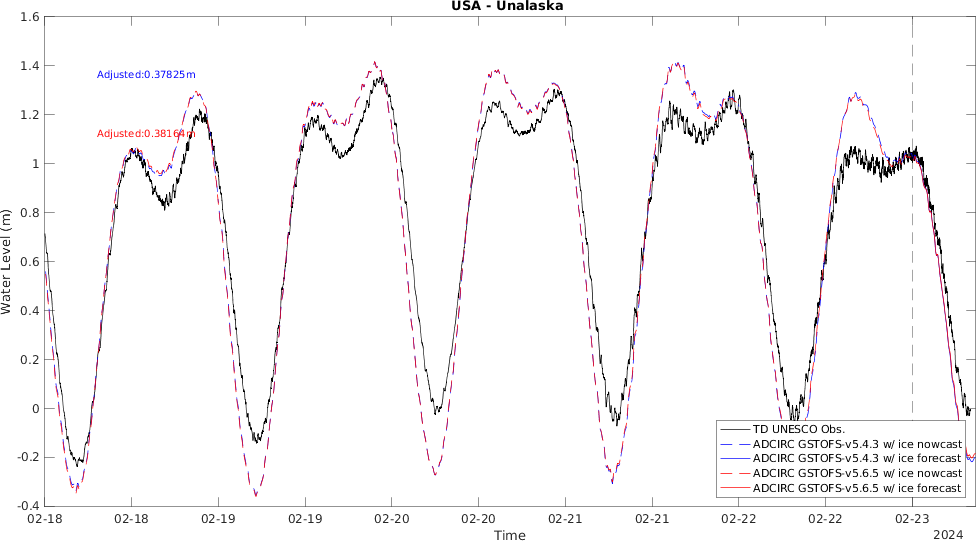 USA - Unalaska
1.6
1.4
1.2
1
0.8
0.6
0.4
0.2
0
-0.2
-0.4
Water Level (m)
Adjusted:0.37825m
Adjusted:0.38164m
TD UNESCO Obs.
ADCIRC GSTOFS-v5.4.3 w/ ice nowcast
ADCIRC GSTOFS-v5.4.3 w/ ice forecast
ADCIRC GSTOFS-v5.6.5 w/ ice nowcast
ADCIRC GSTOFS-v5.6.5 w/ ice forecast
02-18 02-18 02-19 02-19 02-20 02-20 02-21 02-21 02-22 02-22 02-23
Time
2024